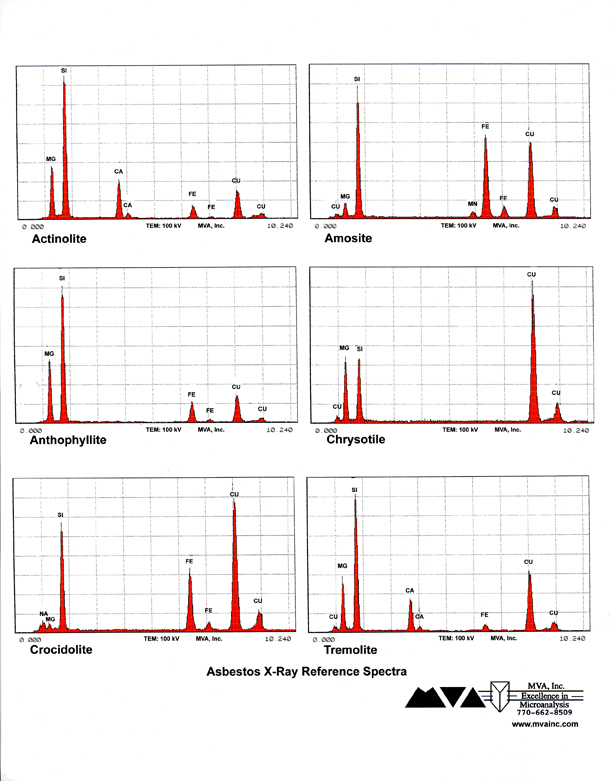 SI
MG
CA
CA
FE
FE
CU
CU
0.000 TEM: 100 kV MVA, Inc. 10.240
Actinolite
SI
FE
CU
CU
MG
MN
FE
CU
0.000 TEM: 100 kV MVA, Inc. 10.240
Amosite
SI
MG
FE
FE
CU
CU
0.000 TEM: 100 kV MVA, Inc. 10.240
Anthophyllite
CU
MG
SI
CU
CU
0.000 TEM: 100 kV MVA, Inc. 10.240
Chrysotile
CU
SI
FE
NA
MG
FE
CU
0.000 TEM: 100 kV MVA, Inc. 10.240
Crocidolite
SI
MG
CU
CA
CA
CU
FE
CU
0.000 TEM: 100 kV MVA, Inc. 10.240
Tremolite
Asbestos X-Ray Reference Spectra
MVA
MVA, Inc.
Excellence in
Microanalysis
770-662-8509
www.mvainc.com